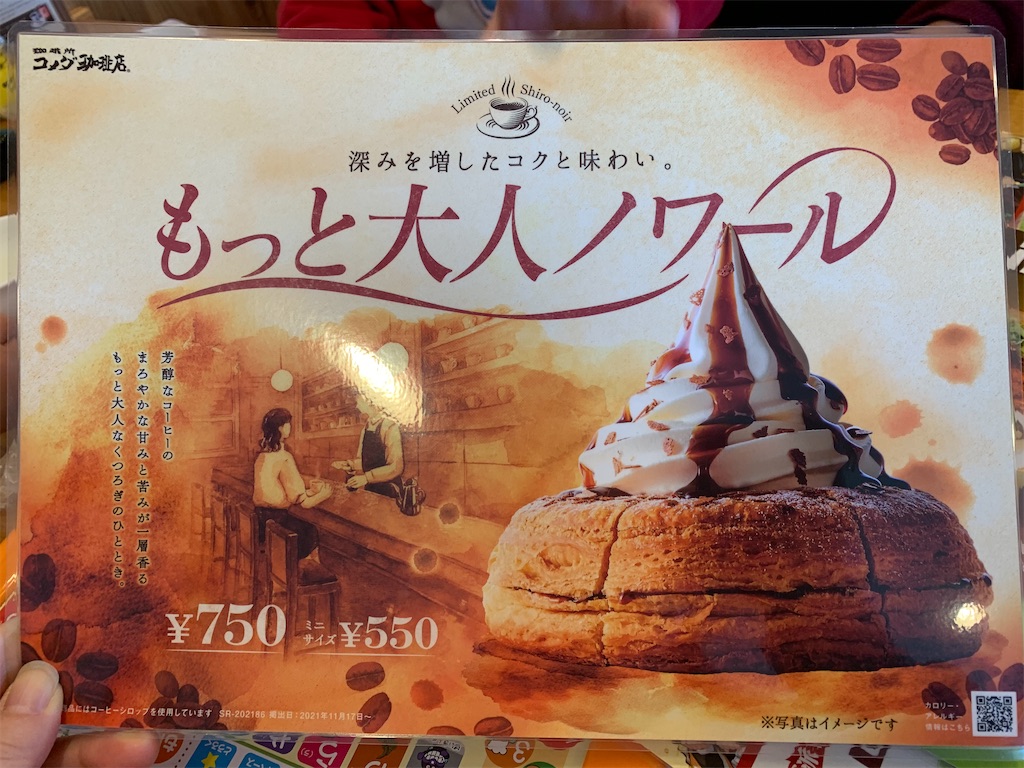 珈琲所
コメダ珈琲店®
Limited Shiro-noir
深みを増したコクと味わい。
もっと大人ノワール
芳醇なコーヒーの
まろやかな甘みと苦みが一層香る
もっと大人なくつろぎのひととき。
¥750 ミニサイズ ¥550
品にはコーヒーシロップを使用しています SR-202186 掲出日:2021年11月17日~
※写真はイメージです
カロリー・
アレルギー
情報はこちら